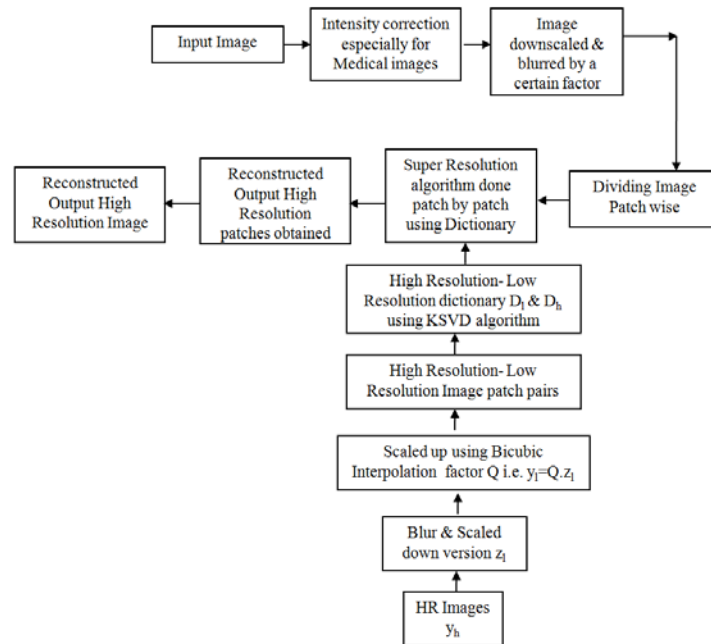 Input Image
Intensity correction
especially for
Medical images
Image
downscaled &
blurred by a
certain factor
Reconstructed
Output High
Resolution Image
Reconstructed
Output High
Resolution
patches obtained
Super Resolution
algorithm done
patch by patch
using Dictionary
Dividing Image
Patch wise
High Resolution- Low
Resolution dictionary Dl & Dh
using KSVD algorithm
High Resolution- Low
Resolution Image patch pairs
Scaled up using Bicubic
Interpolation factor Q i.e. yl=Q.zl
Blur & Scaled
down version zl
HR Images
yh